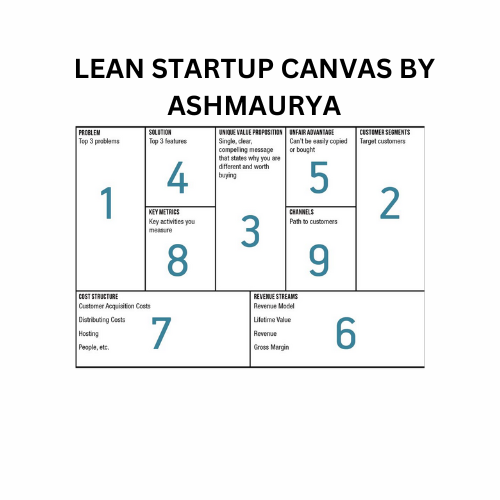 LEAN STARTUP CANVAS BY
ASHMAURYA
PROBLEM
Top 3 problems
1
SOLUTION
Top 3 features
4
KEY METRICS
Key activities you
measure
8
UNIQUE VALUE PROPOSITION
Single, clear,
compelling message
that states why you are
different and worth
buying
3
UNFAIR ADVANTAGE
Can't be easily copied
or bought
5
CHANNELS
Path to customers
9
CUSTOMER SEGMENTS
Target customers
2
COST STRUCTURE
Customer Acquisition Costs
Distributing Costs
Hosting
People, etc.
7
REVENUE STREAMS
Revenue Model
Lifetime Value
Revenue
Gross Margin
6